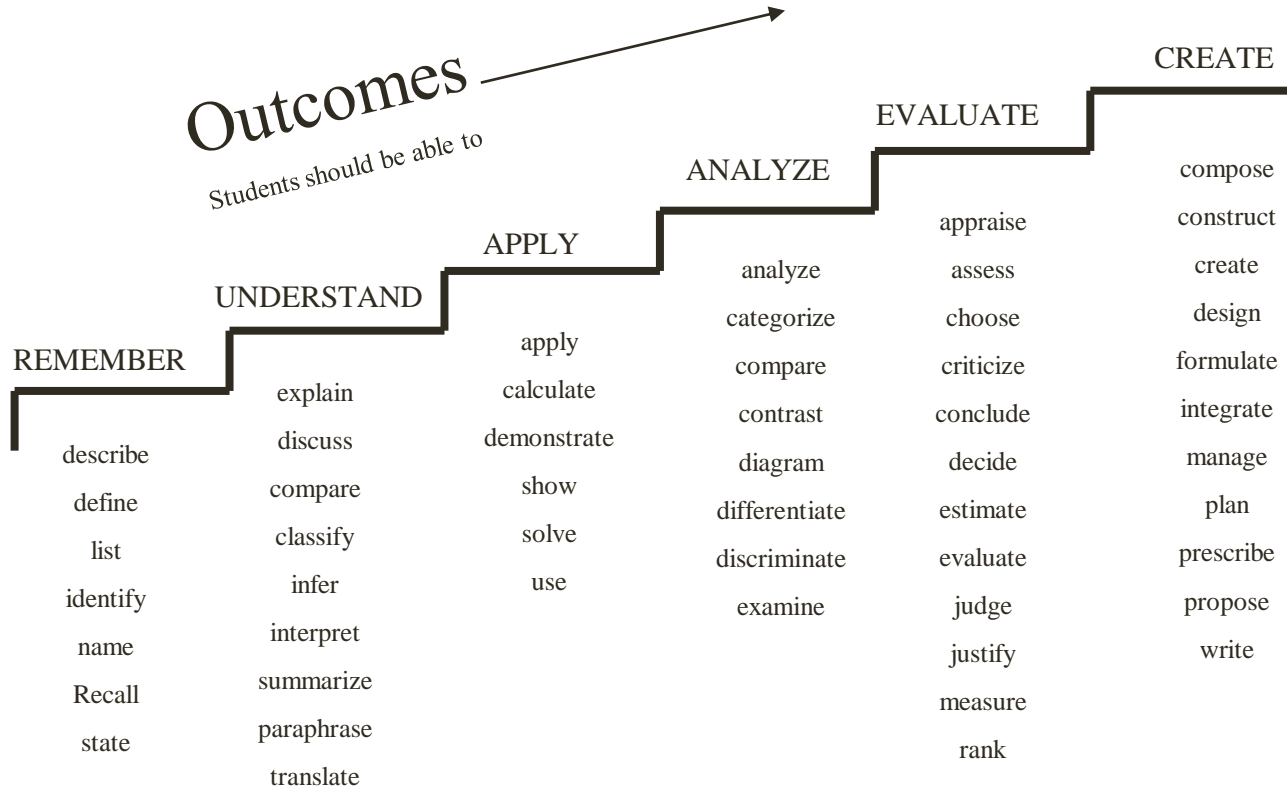 Outcomes
Students should be able to
REMEMBER
describe
define
list
identify
name
Recall
state
UNDERSTAND
explain
discuss
compare
classify
infer
interpret
summarize
paraphrase
translate
APPLY
apply
calculate
demonstrate
show
solve
use
ANALYZE
analyze
categorize
compare
contrast
diagram
differentiate
discriminate
examine
EVALUATE
appraise
assess
choose
criticize
conclude
decide
estimate
evaluate
judge
justify
measure
rank
CREATE
compose
construct
create
design
formulate
integrate
manage
plan
prescribe
propose
write